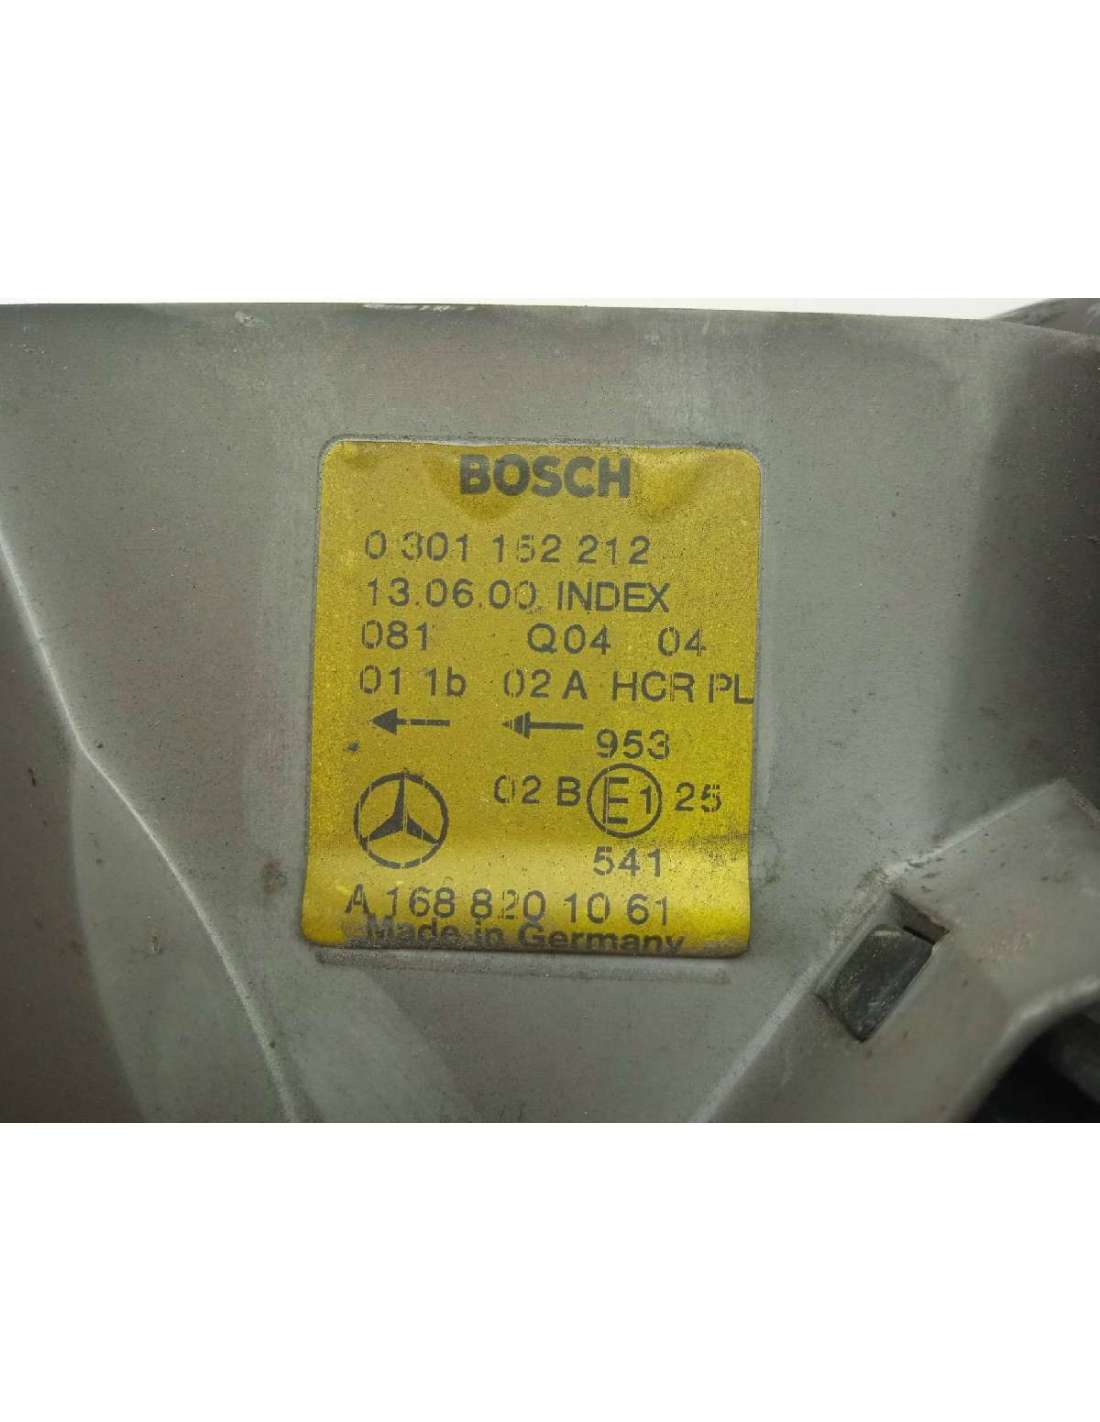 BOSCH
0 301 152 212
13.06.00 INDEX
081 Q04 04
01 1b 02 A HCR PL
953
02 B E1 25
541
A 168 820 10 61
Made in Germany